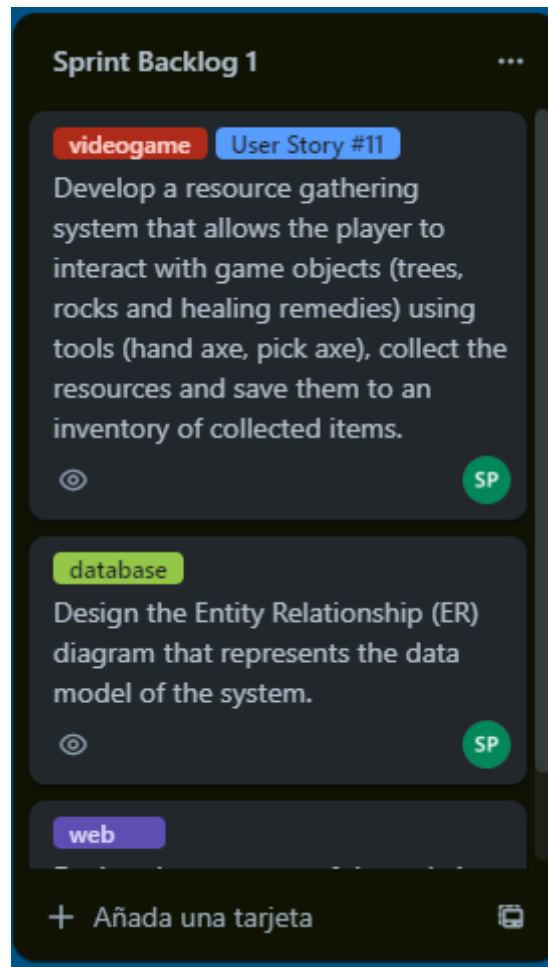 Sprint Backlog 1
videogame User Story #11
Develop a resource gathering
system that allows the player to
interact with game objects (trees,
rocks and healing remedies) using
tools (hand axe, pick axe), collect the
resources and save them to an
inventory of collected items.
SP
database
Design the Entity Relationship (ER)
diagram that represents the data
model of the system.
SP
web
+ Añada una tarjeta